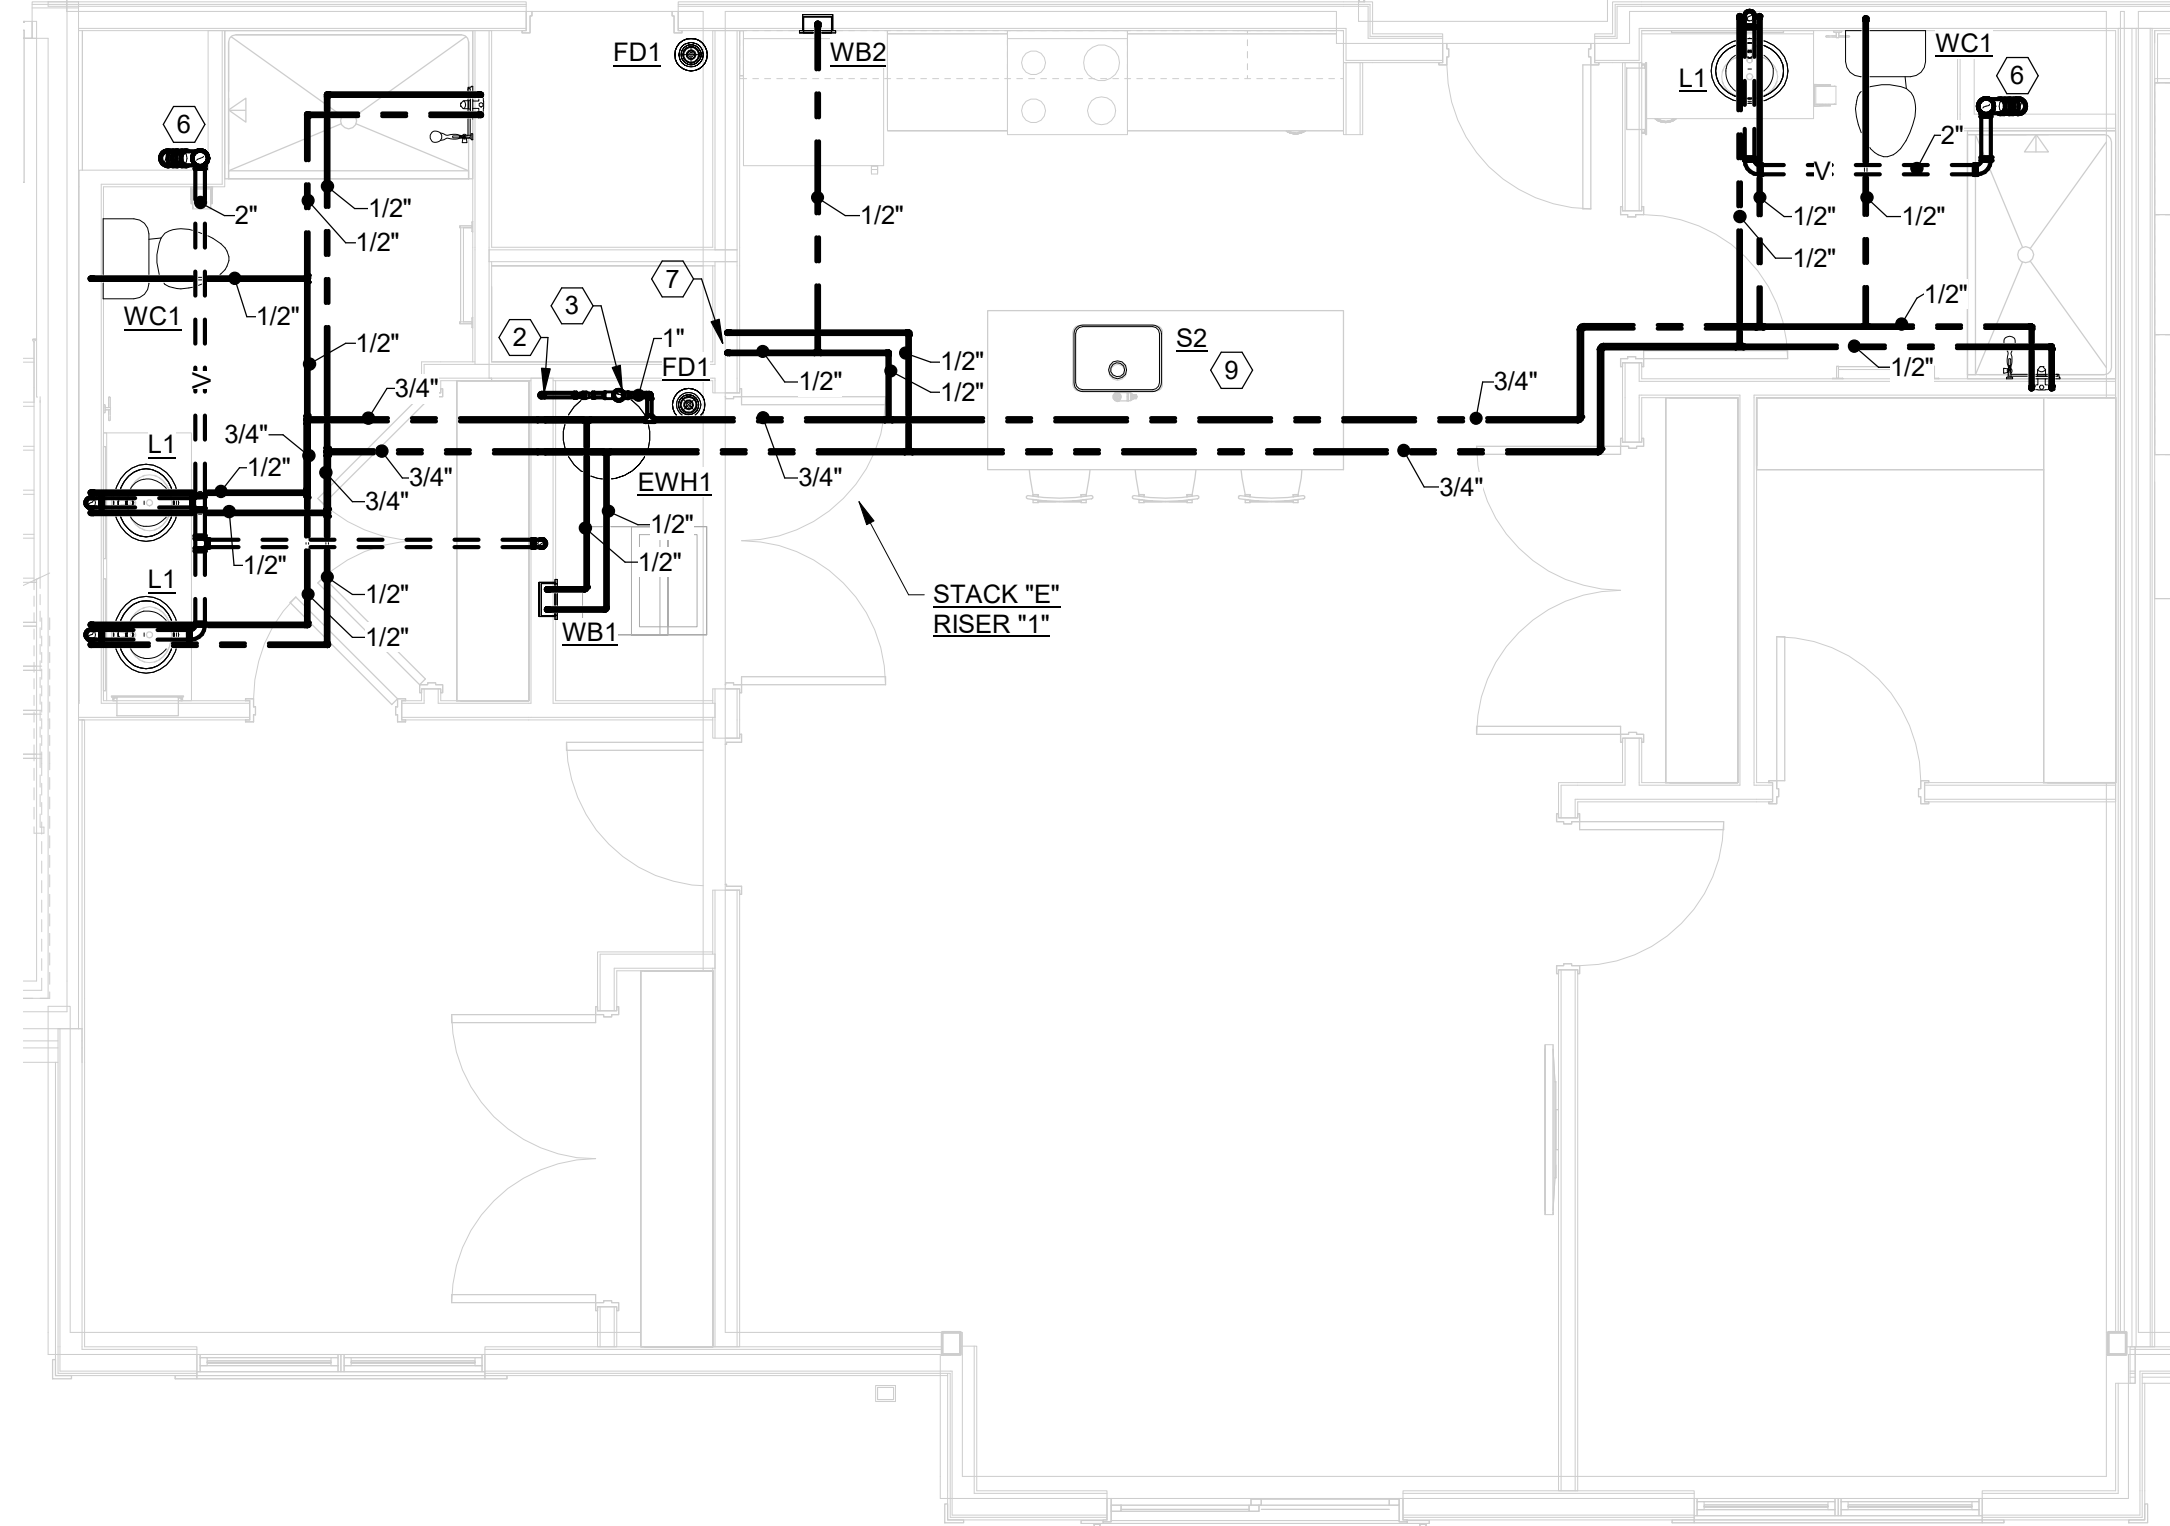 FD1
WB2
WC1
L1
6
6
2"
2"
1/2"
1/2"
1/2"
1/2"
1/2"
1/2"
1/2"
V
WC1
1/2"
7
3
2
1"
FD1
1/2"
1/2"
1/2"
1/2"
S2
9
1/2"
1/2"
V
3/4"
3/4"
L1
3/4"
1/2"
3/4"
3/4"
EWH1
3/4"
3/4"
1/2"
1/2"
1/2"
L1
1/2"
1/2"
WB1
STACK "E"
RISER "1"